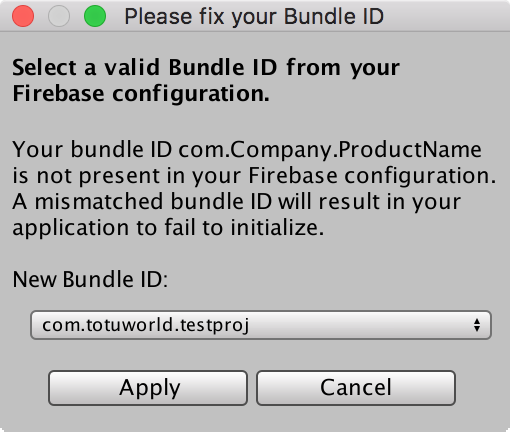 Please fix your Bundle ID
Select a valid Bundle ID from your
Firebase configuration.
Your bundle ID com.Company.ProductName
is not present in your Firebase configuration.
A mismatched bundle ID will result in your
application to fail to initialize.
New Bundle ID:
com.totuworld.testproj
Apply
Cancel